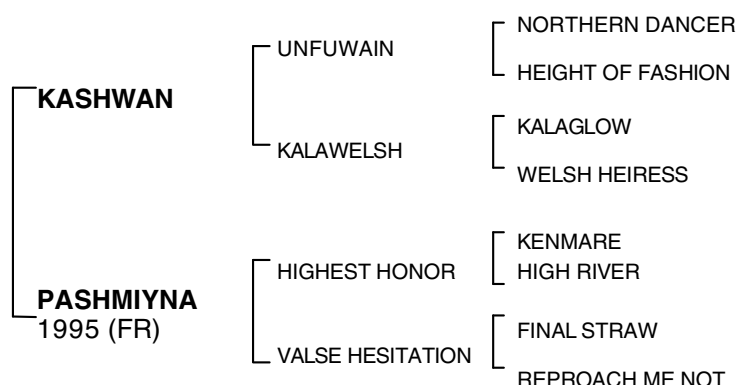 NORTHERN DANCER
UNFUWAIN
HEIGHT OF FASHION
KASHWAN
KALAGLOW
KALAWELSH
WELSH HEIRESS
KENMARE
HIGHEST HONOR
HIGH RIVER
PASHMIYNA
1995 (FR)
FINAL STRAW
VALSE HESITATION
REPROACH ME NOT